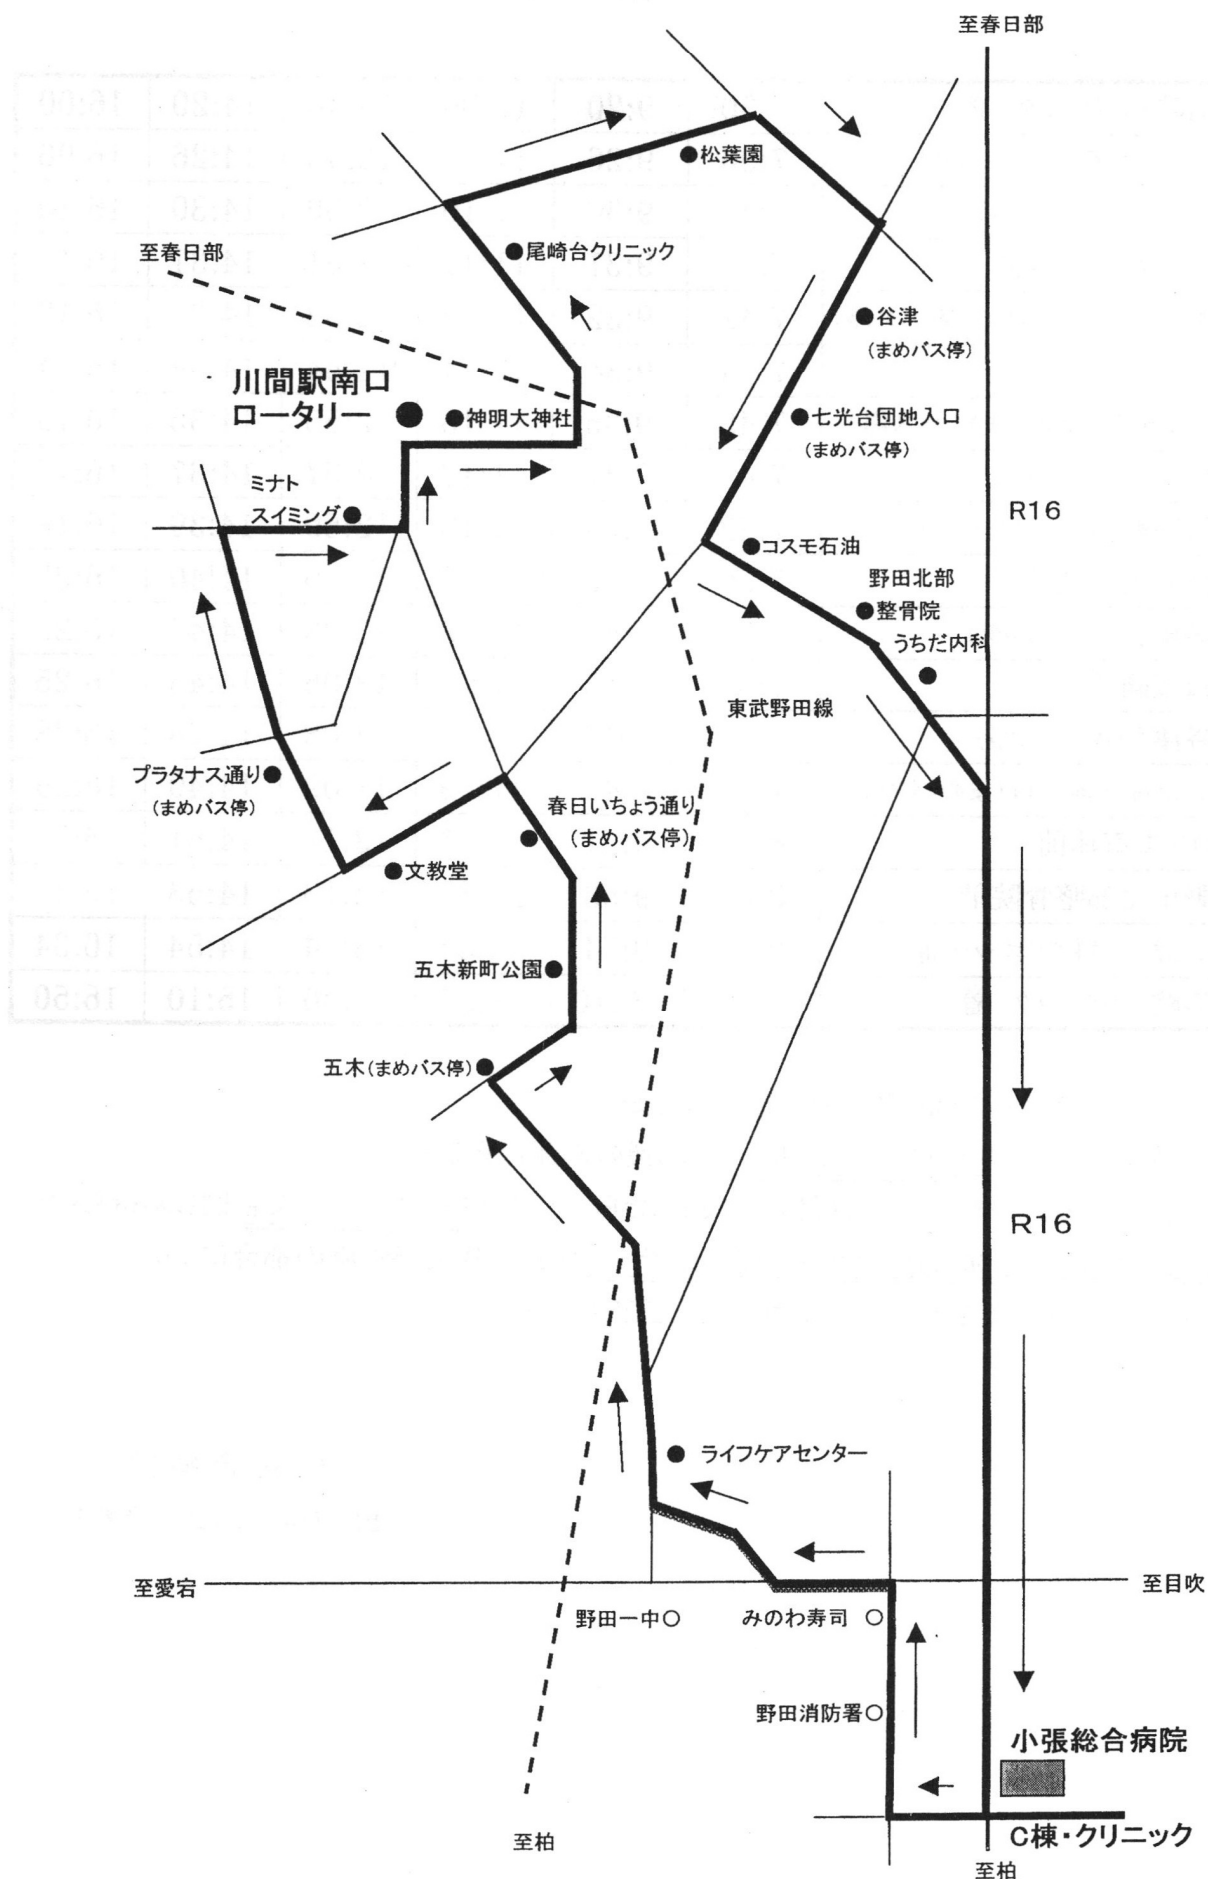 至春日部
松葉園
尾崎台クリニック
至春日部
谷津
(まめバス停)
川間駅南口
ロータリー
神明大神社
七光台団地入口
(まめバス停)
ミナト
スイミング
R16
コスモ石油
野田北部
整骨院
うちだ内科
東武野田線
プラタナス通り
(まめバス停)
春日いちょう通り
(まめバス停)
文教堂
五木新町公園
五木(まめバス停)
R16
ライフケアセンター
至愛宕
至目吹
野田一中
みのわ寿司
野田消防署
小張総合病院
C棟・クリニック
至柏
至柏